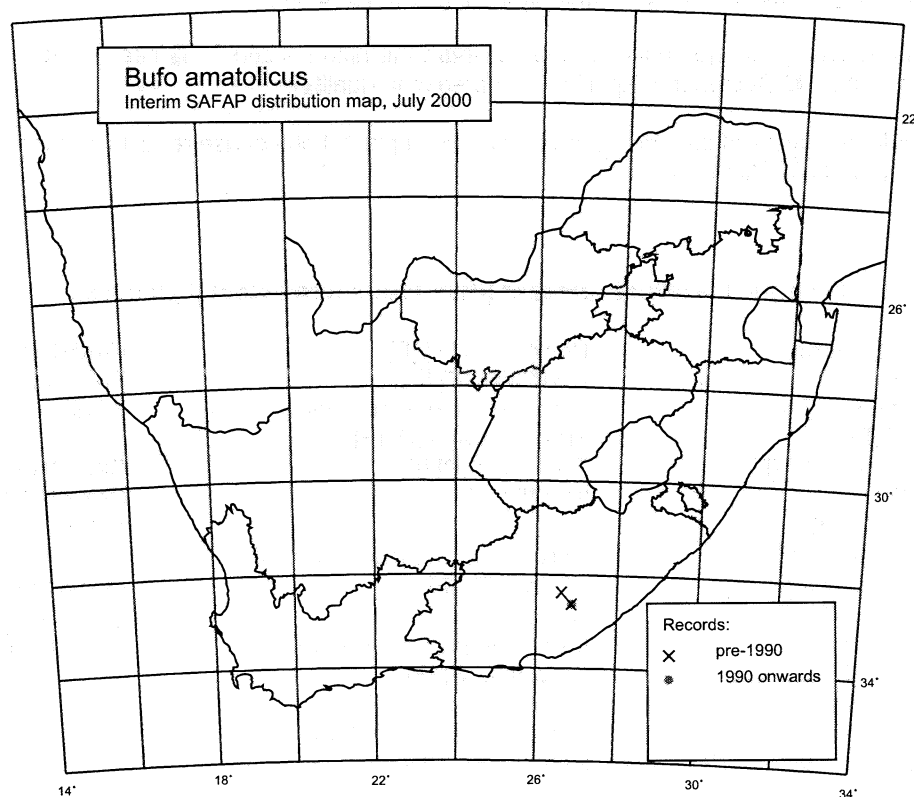 Bufo amatolicus
Interim SAFAP distribution map, July 2000
22
26°
30°
Records:
pre-1990
1990 onwards
34°
14°
18°
22°
26°
30°
34°